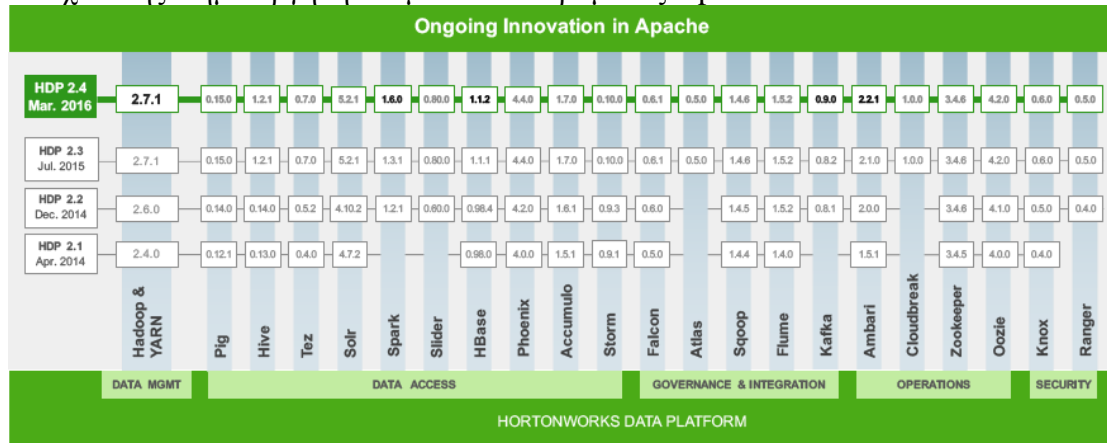 Ongoing Innovation in Apache
HDP 2.4
Mar. 2016
2.7.1 0.15.0 1.2.1 0.7.0 5.2.1 1.6.0 0.80.0 1.1.2 4.4.0 1.7.0 0.10.0 0.6.1 0.5.0 1.4.6 1.5.2 0.9.0 2.2.1 1.0.0 3.4.6 4.2.0 0.6.0 0.5.0
HDP 2.3
Jul. 2015
2.7.1 0.15.0 1.2.1 0.7.0 5.2.1 1.3.1 0.80.0 1.1.1 4.4.0 1.7.0 0.10.0 0.6.1 0.5.0 1.4.6 1.5.2 0.8.2 2.1.0 1.0.0 3.4.6 4.2.0 0.6.0 0.5.0
HDP 2.2
Dec. 2014
2.6.0 0.14.0 0.14.0 0.5.2 4.10.2 1.2.1 0.60.0 0.98.4 4.2.0 1.6.1 0.9.3 0.6.0 1.4.5 1.5.2 0.8.1 2.0.0 3.4.6 4.1.0 0.5.0 0.4.0
HDP 2.1
Apr. 2014
2.4.0 0.12.1 0.13.0 0.4.0 4.7.2 0.98.0 4.0.0 1.5.1 0.9.1 0.5.0 1.4.4 1.4.0 1.5.1 3.4.5 4.0.0 0.4.0
Hadoop &
YARN
Pig
Hive
Tez
Solr
Spark
Slider
HBase
Phoenix
Accumulo
Storm
Falcon
Atlas
Sqoop
Flume
Kafka
Ambari
Cloudbreak
Zookeeper
Oozie
Knox
Ranger
DATA MGMT DATA ACCESS GOVERNANCE & INTEGRATION OPERATIONS SECURITY
HORTONWORKS DATA PLATFORM